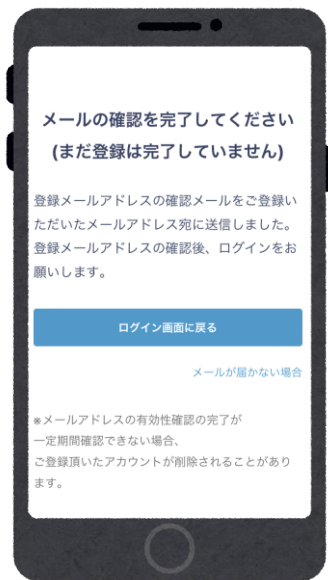 メールの確認を完了してください
(まだ登録は完了していません)
登録メールアドレスの確認メールをご登録い
ただいたメールアドレス宛に送信しました。
登録メールアドレスの確認後、ログインをお
願いします。
ログイン画面に戻る
メールが届かない場合
※メールアドレスの有効性確認の完了が
一定期間確認できない場合、
ご登録頂いたアカウントが削除されることがあり
ます。